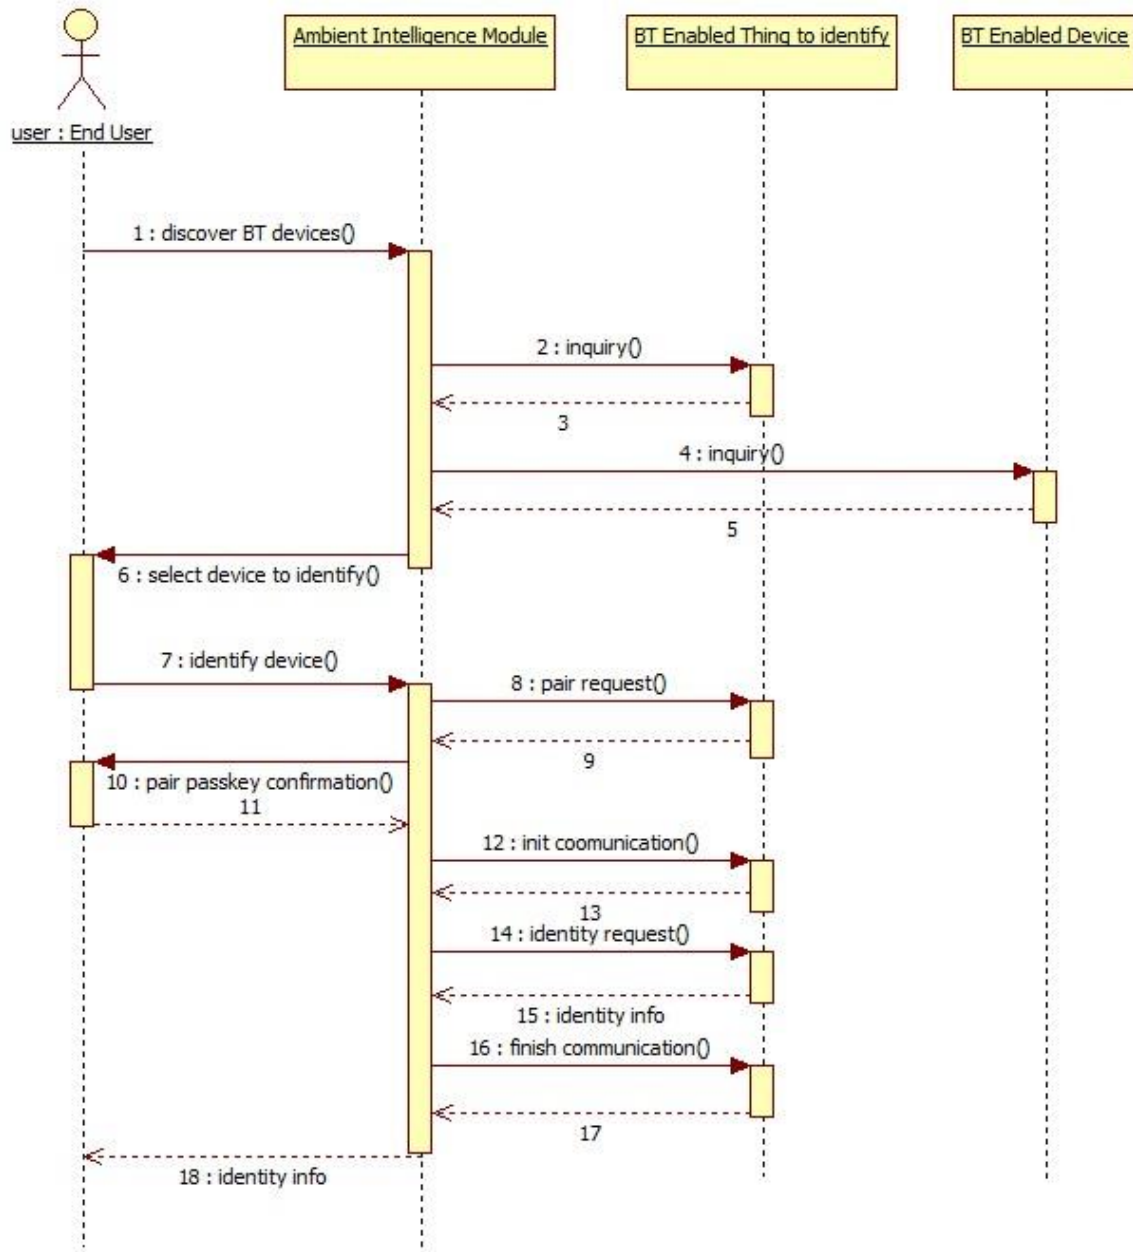 Ambient Intelligence Module
BT Enabled Thing to identify
BT Enabled Device
user : End User
1 : discover BT devices()
2 : inquiry()
3
4 : inquiry()
5
6 : select device to identify()
7 : identify device()
8 : pair request()
9
10 : pair passkey confirmation()
11
12 : init coomunication()
13
14 : identity request()
15 : identity info
16 : finish communication()
17
18 : identity info